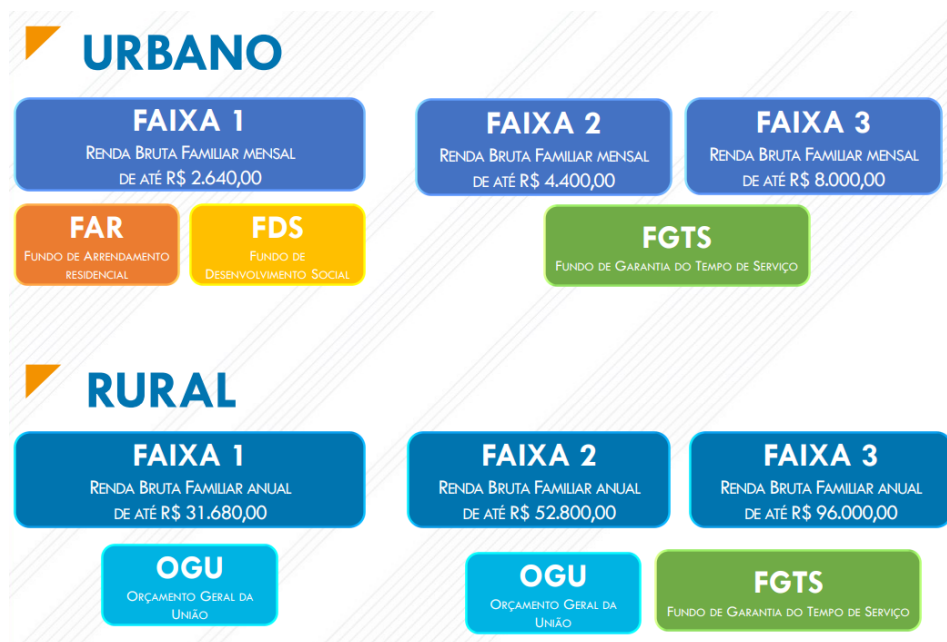 URBANO
FAIXA 1
RENDA BRUTA FAMILIAR MENSAL
DE ATÉ R$ 2.640,00
FAIXA 2
RENDA BRUTA FAMILIAR MENSAL
DE ATÉ R$ 4.400,00
FAIXA 3
RENDA BRUTA FAMILIAR MENSAL
DE ATÉ R$ 8.000,00
FAR
FUNDO DE ARRENDAMENTO
RESIDENCIAL
FDS
FUNDO DE
DESENVOLVIMENTO SOCIAL
FGTS
FUNDO DE GARANTIA DO TEMPO DE SERVIÇO
RURAL
FAIXA 1
RENDA BRUTA FAMILIAR ANUAL
DE ATÉ R$ 31.680,00
FAIXA 2
RENDA BRUTA FAMILIAR ANUAL
DE ATÉ R$ 52.800,00
FAIXA 3
RENDA BRUTA FAMILIAR ANUAL
DE ATÉ R$ 96.000,00
OGU
ORÇAMENTO GERAL DA
UNIÃO
OGU
ORÇAMENTO GERAL DA
UNIÃO
FGTS
FUNDO DE GARANTIA DO TEMPO DE SERVIÇO